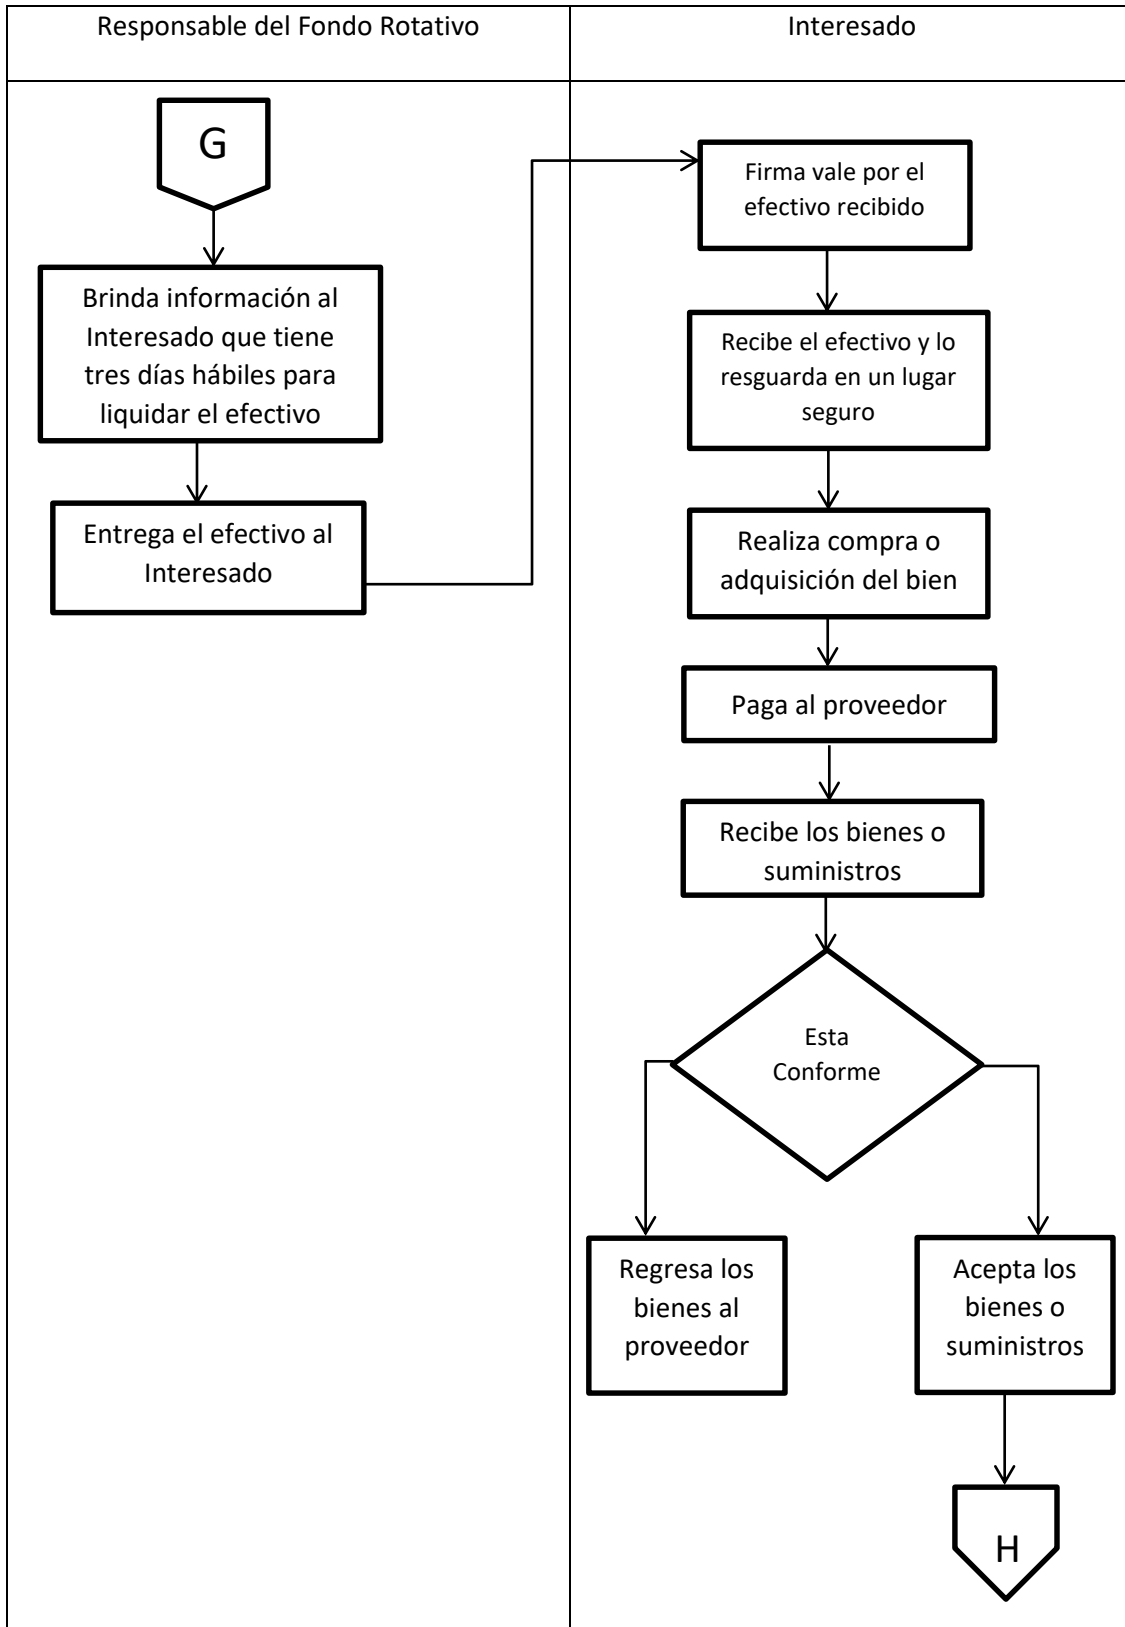 Responsable del Fondo Rotativo
Interesado
G
Brinda información al
Interesado que tiene
tres días hábiles para
liquidar el efectivo
Entrega el efectivo al
Interesado
Firma vale por el
efectivo recibido
Recibe el efectivo y lo
resguarda en un lugar
seguro
Realiza compra o
adquisición del bien
Paga al proveedor
Recibe los bienes o
suministros
Esta
Conforme
Regresa los
bienes al
proveedor
Acepta los
bienes o
suministros
H